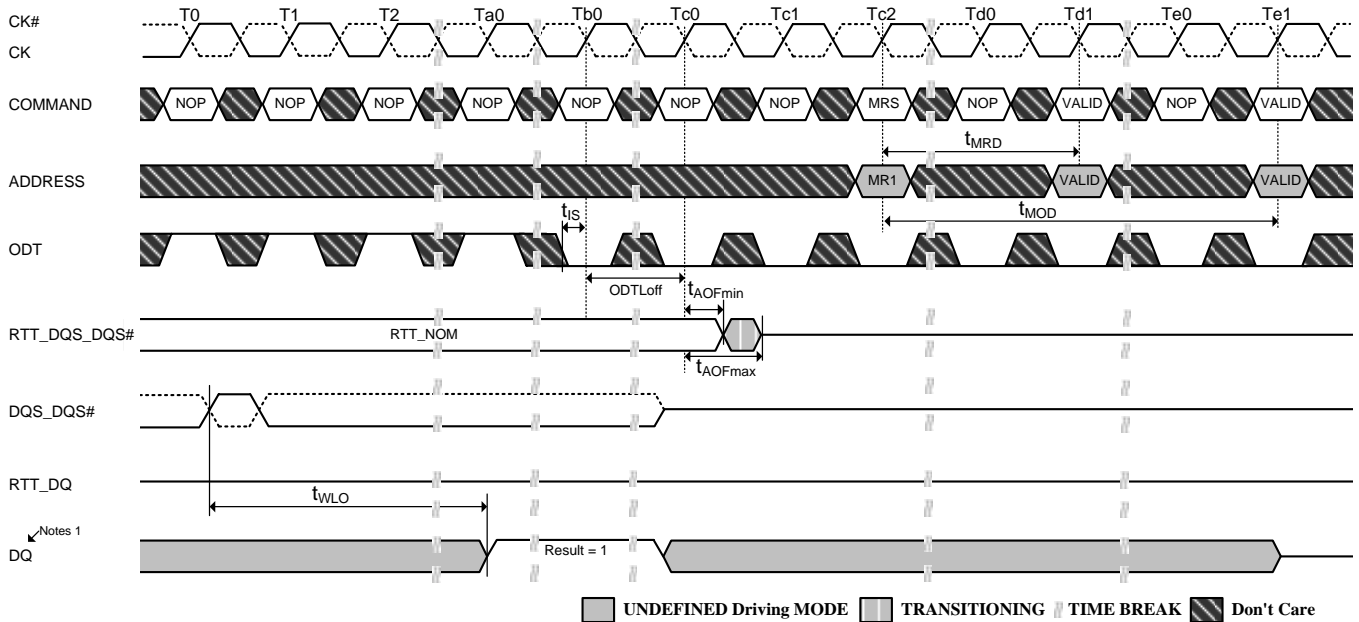 T0 T1 T2 Ta0 Tb0 Tc0 Tc1 Tc2 Td0 Td1 Te0 Te1
CK#
CK
COMMAND NOP NOP NOP NOP NOP NOP NOP MRS NOP VALID NOP VALID
tMRD
ADDRESS MR1 VALID VALID
tMOD
tIS
ODT
ODTLoff
tAOFmin
RTT_DQS_DQS# RTT_NOM
tAOFmax
DQS_DQS#
RTT_DQ
tWLO
Notes 1
DQ Result = 1
UNDEFINED Driving MODE TRANSITIONING TIME BREAK Don't Care